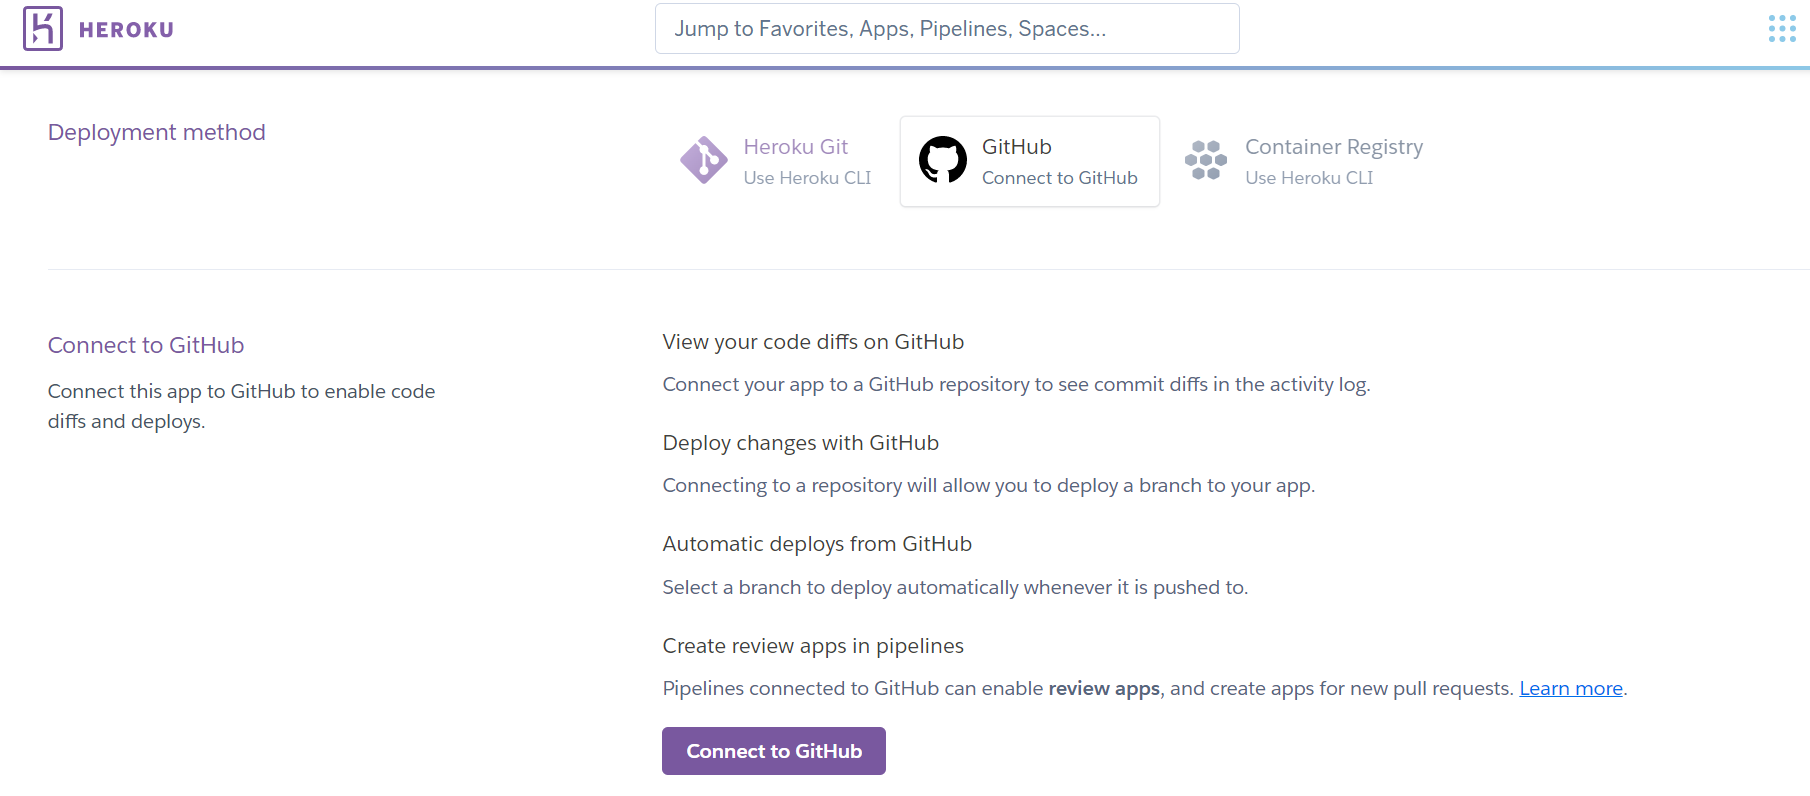 HEROKU
Jump to Favorites, Apps, Pipelines, Spaces...
Deployment method
Heroku Git
Use Heroku CLI
GitHub
Connect to GitHub
Container Registry
Use Heroku CLI
Connect to GitHub
Connect this app to GitHub to enable code
diffs and deploys.
View your code diffs on GitHub
Connect your app to a GitHub repository to see commit diffs in the activity log.
Deploy changes with GitHub
Connecting to a repository will allow you to deploy a branch to your app.
Automatic deploys from GitHub
Select a branch to deploy automatically whenever it is pushed to.
Create review apps in pipelines
Pipelines connected to GitHub can enable review apps, and create apps for new pull requests. Learn more.
Connect to GitHub